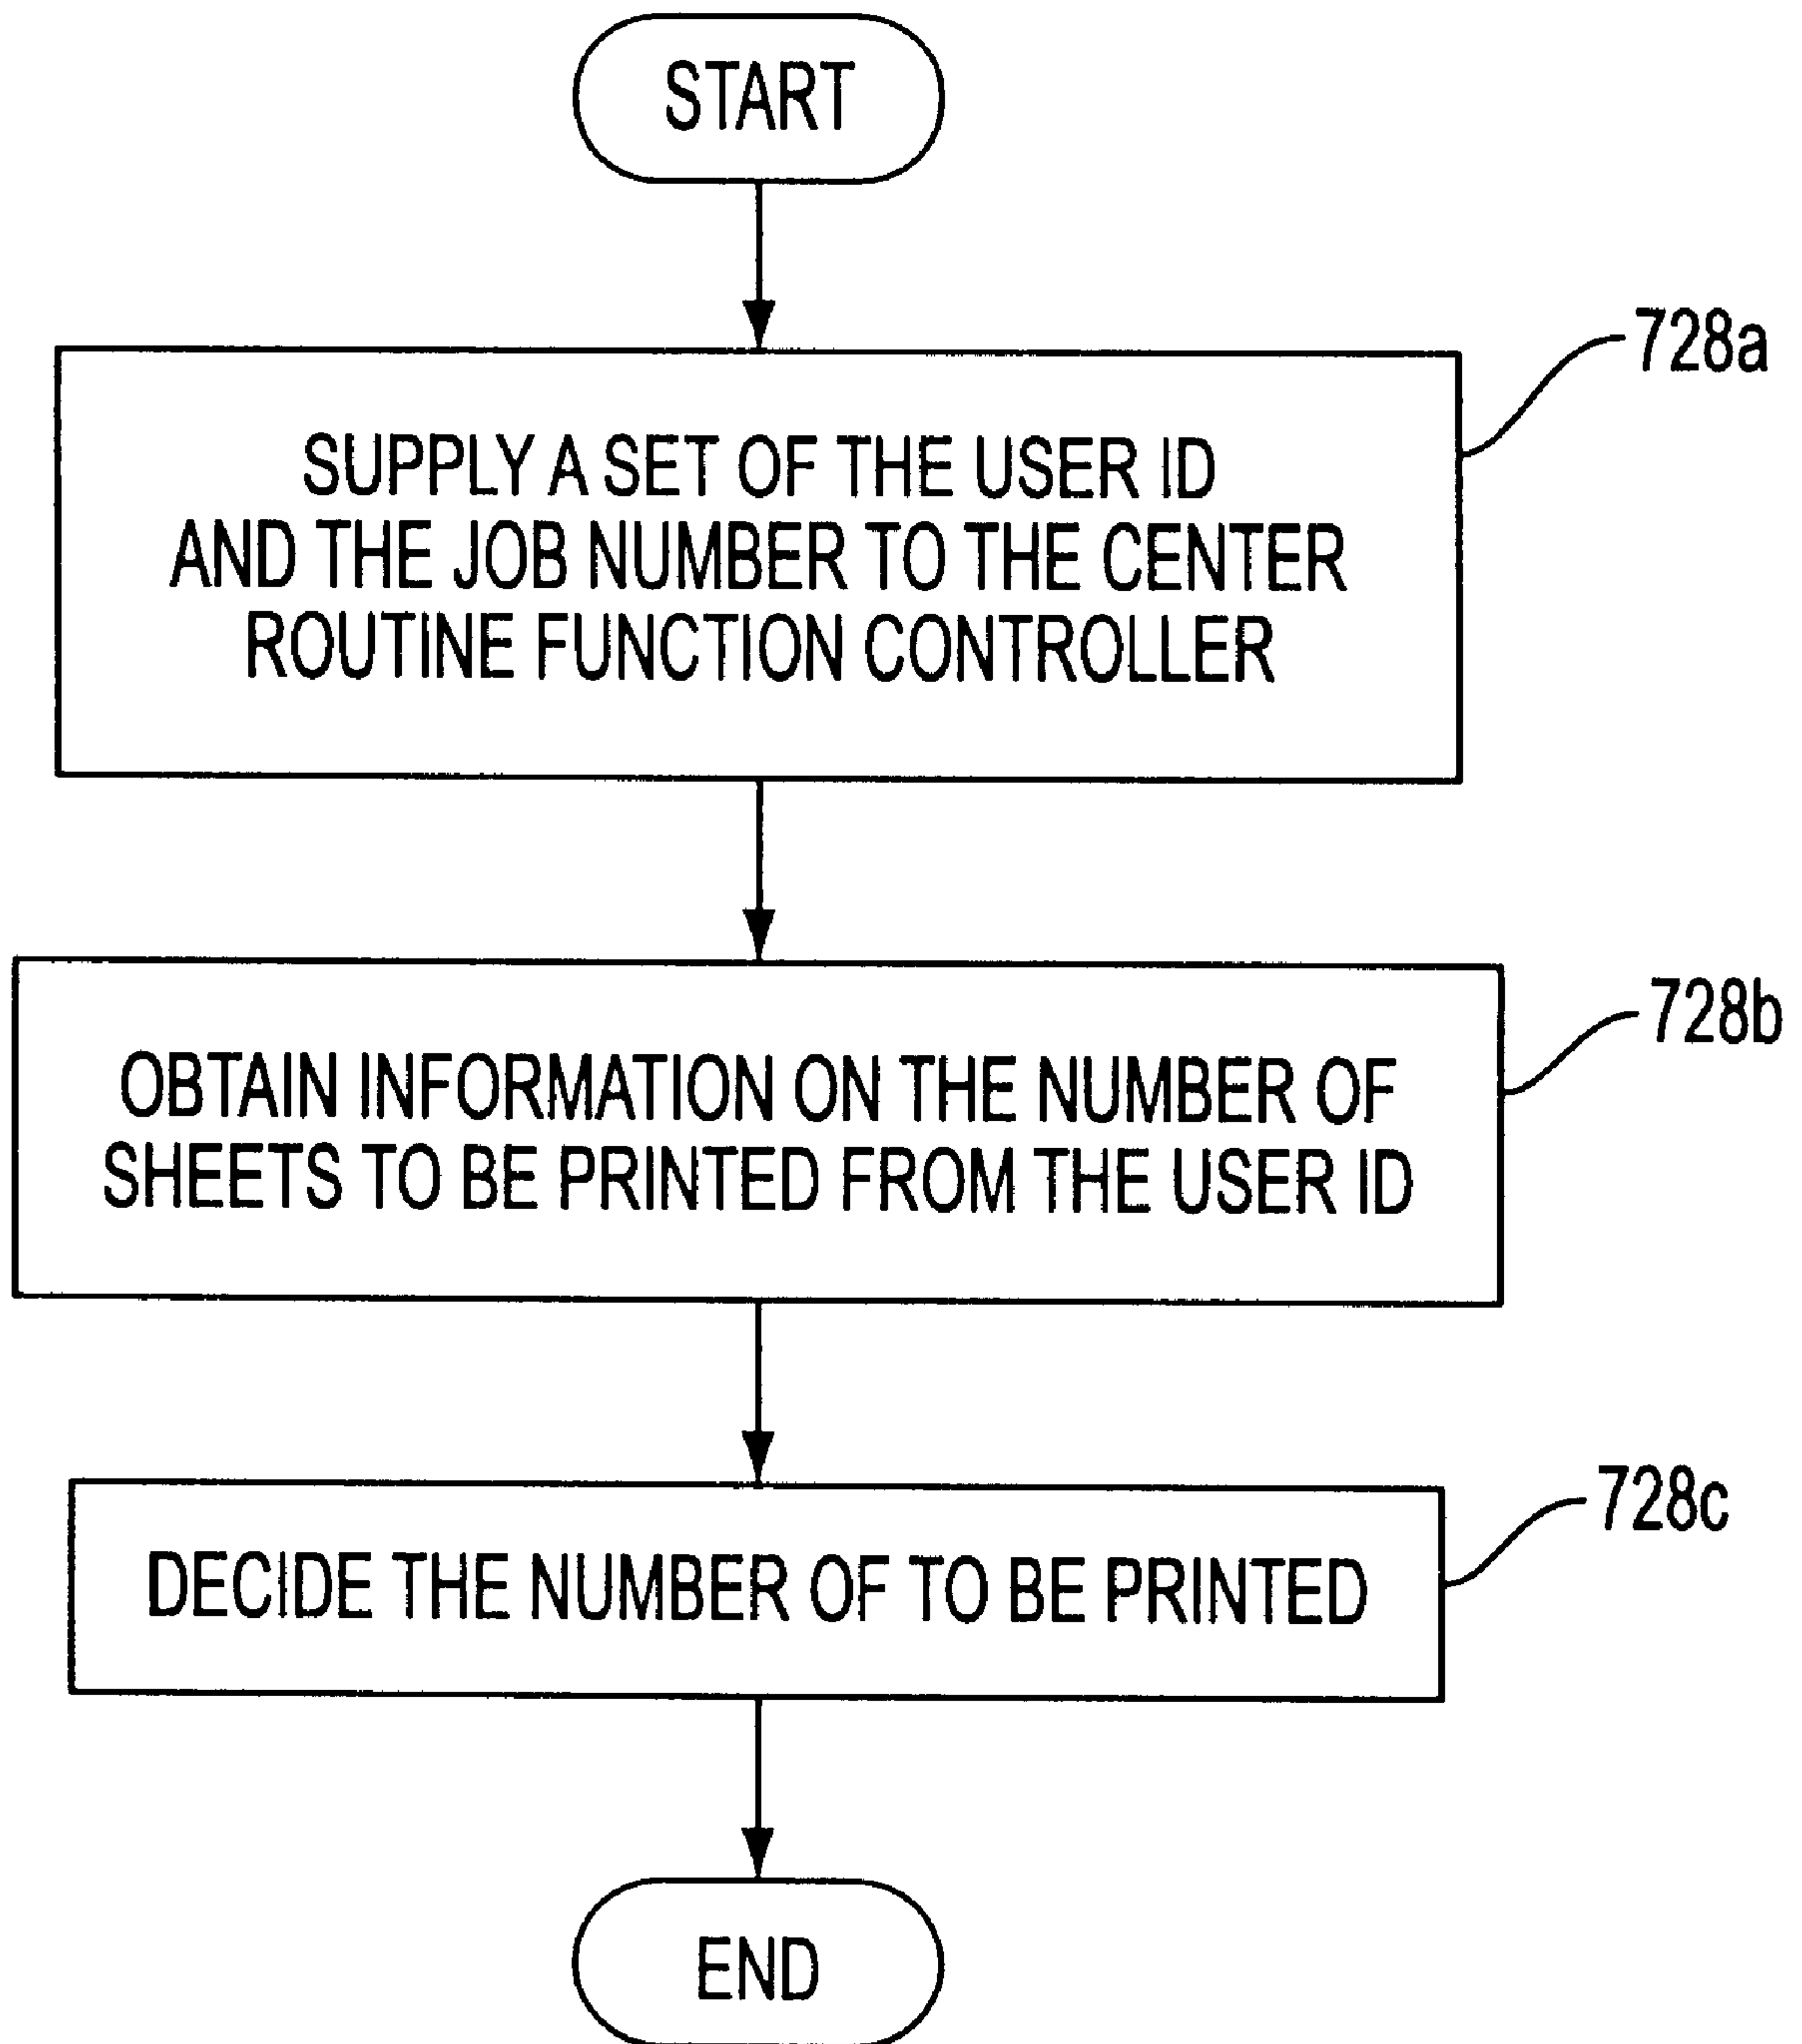 START
728a
SUPPLY A SET OF THE USER ID
AND THE JOB NUMBER TO THE CENTER
ROUTINE FUNCTION CONTROLLER
728b
OBTAIN INFORMATION ON THE NUMBER OF
SHEETS TO BE PRINTED FROM THE USER ID
728c
DECIDE THE NUMBER OF TO BE PRINTED
END